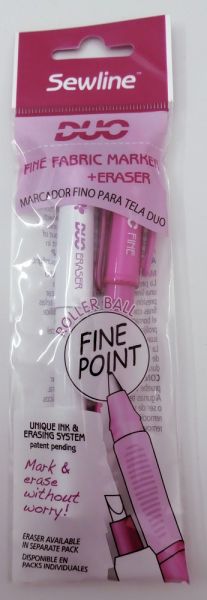 Sewline™
DUO
FINE FABRIC MARKER
+ERASER
MARCADOR FINO PARA TELA DUO
DUO ERASER
FINE
ROLLER BALL
FINE
POINT
UNIQUE INK &
ERASING SYSTEM
patent pending
Mark &
erase
without
worry!
ERASER AVAILABLE
IN SEPARATE PACK
DISPONIBLE EN
PACKS INDIVIDUALES